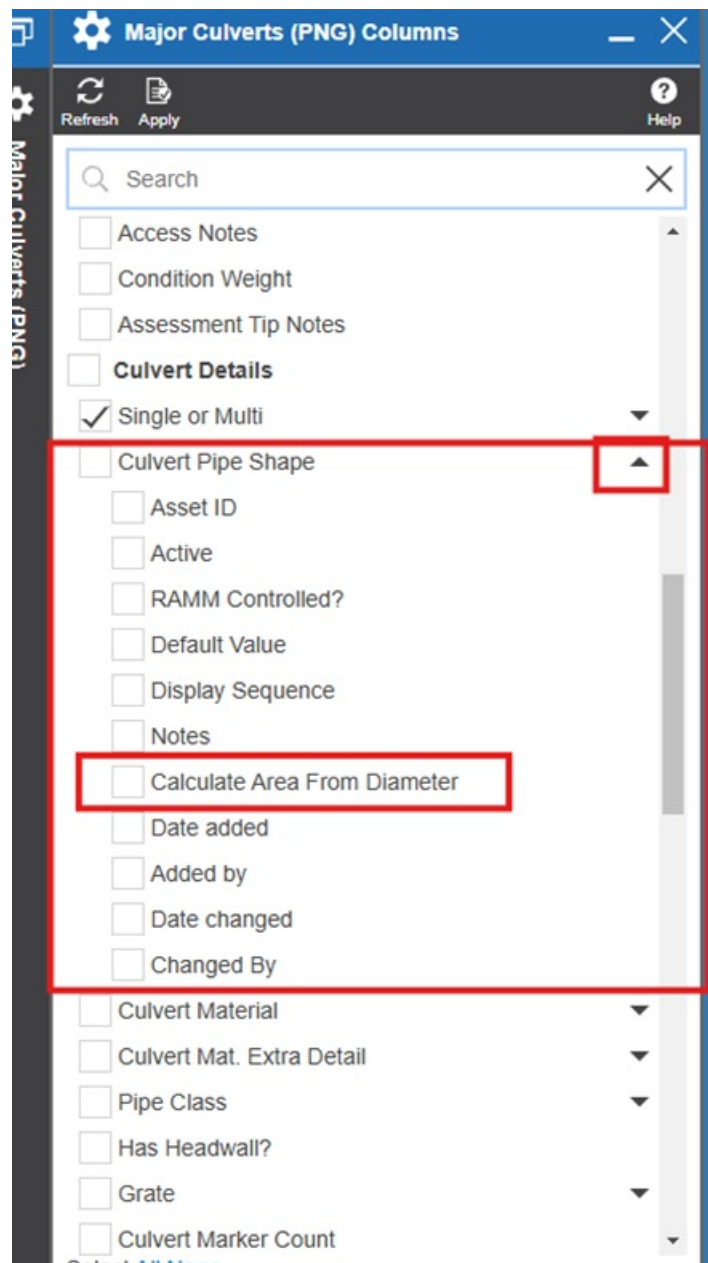 Major Culverts (PNG) Columns
Refresh Apply Help
Major Culverts (PNG)
Search
Access Notes
Condition Weight
Assessment Tip Notes
Culvert Details
Single or Multi
Culvert Pipe Shape
Asset ID
Active
RAMM Controlled?
Default Value
Display Sequence
Notes
Calculate Area From Diameter
Date added
Added by
Date changed
Changed By
Culvert Material
Culvert Mat. Extra Detail
Pipe Class
Has Headwall?
Grate
Culvert Marker Count
Select All None